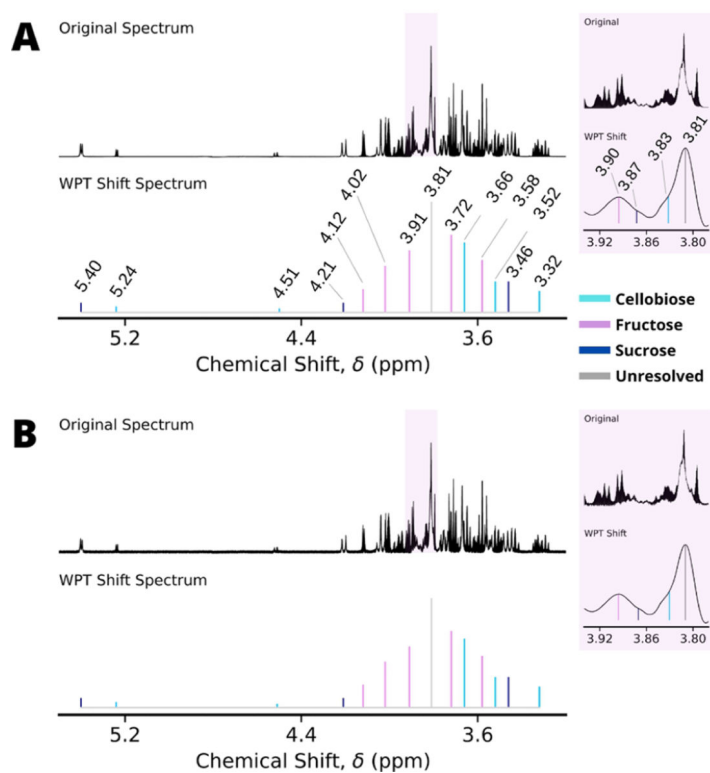 A
Original Spectrum
WPT Shift Spectrum
5.40
5.24
4.51
4.21
4.12
4.02
3.91
3.81
3.72
3.66
3.58
3.52
3.46
3.32
5.2 4.4 3.6
Chemical Shift, δ (ppm)
Original
WPT Shift
3.90
3.87
3.83
3.81
3.92 3.86 3.80
Cellobiose
Fructose
Sucrose
Unresolved
B
Original Spectrum
WPT Shift Spectrum
5.2 4.4 3.6
Chemical Shift, δ (ppm)
Original
WPT Shift
3.92 3.86 3.80